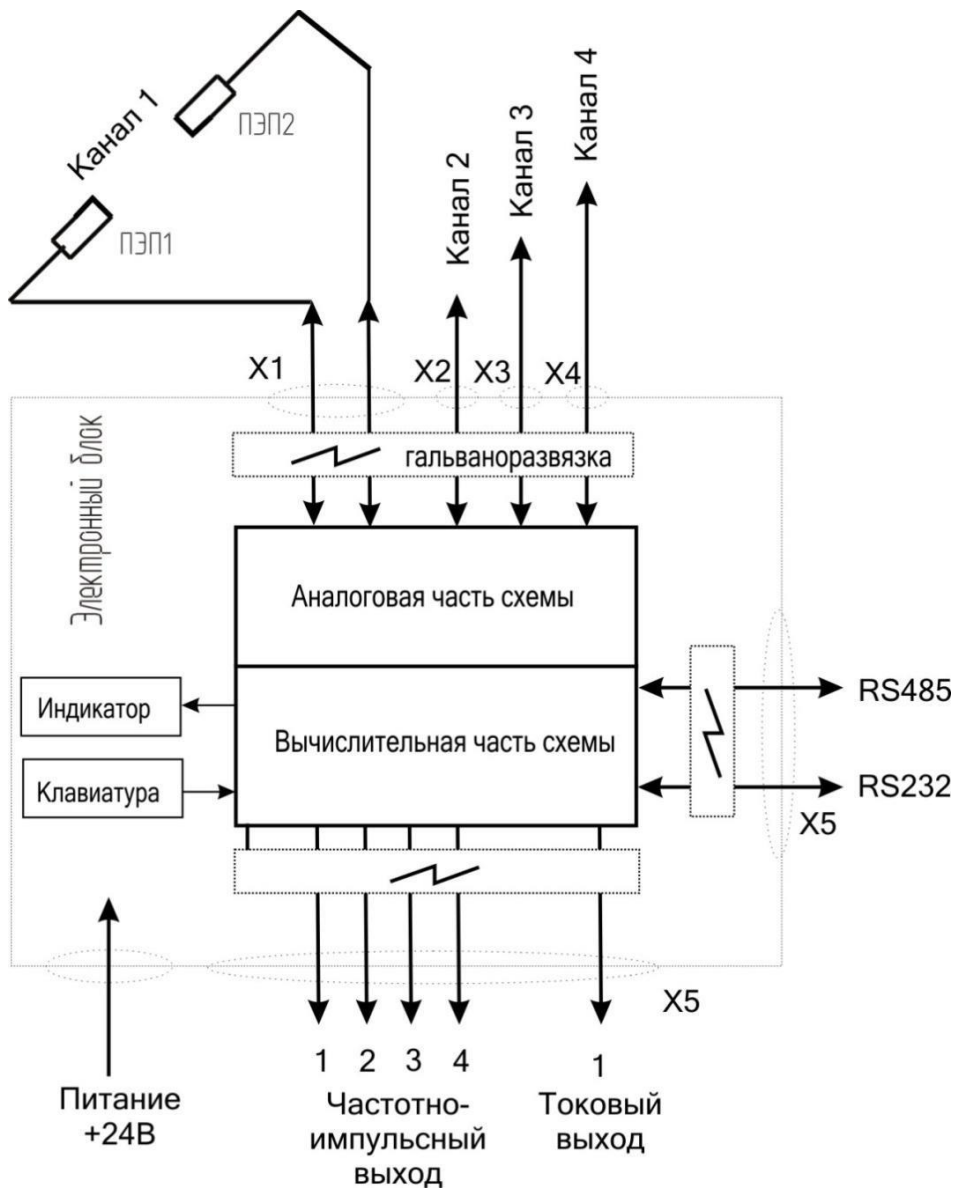 Канал 1
ПЭП2
ПЭП1
Канал 2
Канал 3
Канал 4
X1
X2
X3
X4
Электронный блок
гальваноразвязка
Аналоговая часть схемы
Индикатор
Вычислительная часть схемы
Клавиатура
RS485
RS232
X5
X5
1
2
3
4
1
Питание
+24В
Частотно-
импульсный
выход
Токовый
выход